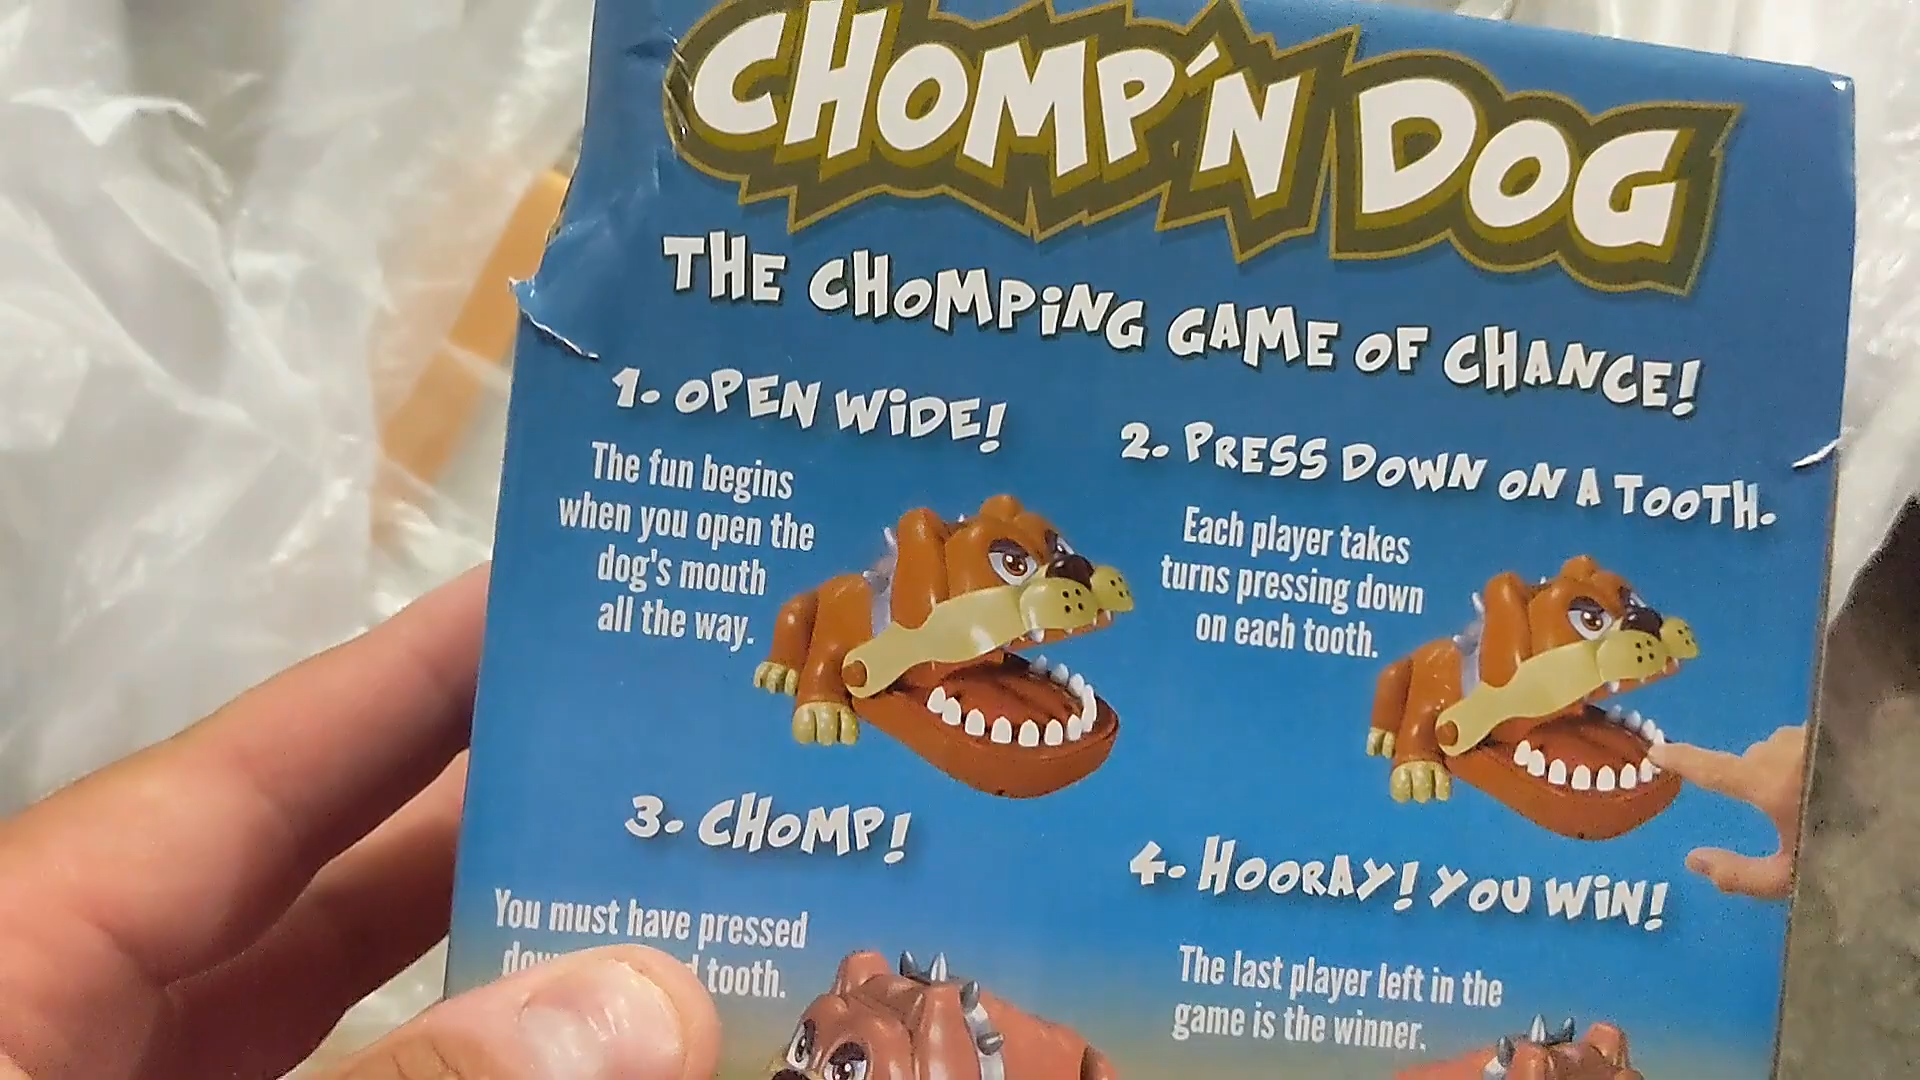 CHOMP'N DOG
THE CHOMPiNG GAME OF CHANCE!
1. OPEN WiDE!
The fun begins
when you open the
dog's mouth
all the way.
2. PRESS DOWN ON A TOOTH.
Each player takes
turns pressing down
on each tooth.
3. CHOMP!
You must have pressed
tooth.
4. HOORAY! YOU WiN!
The last player left in the
game is the winner.